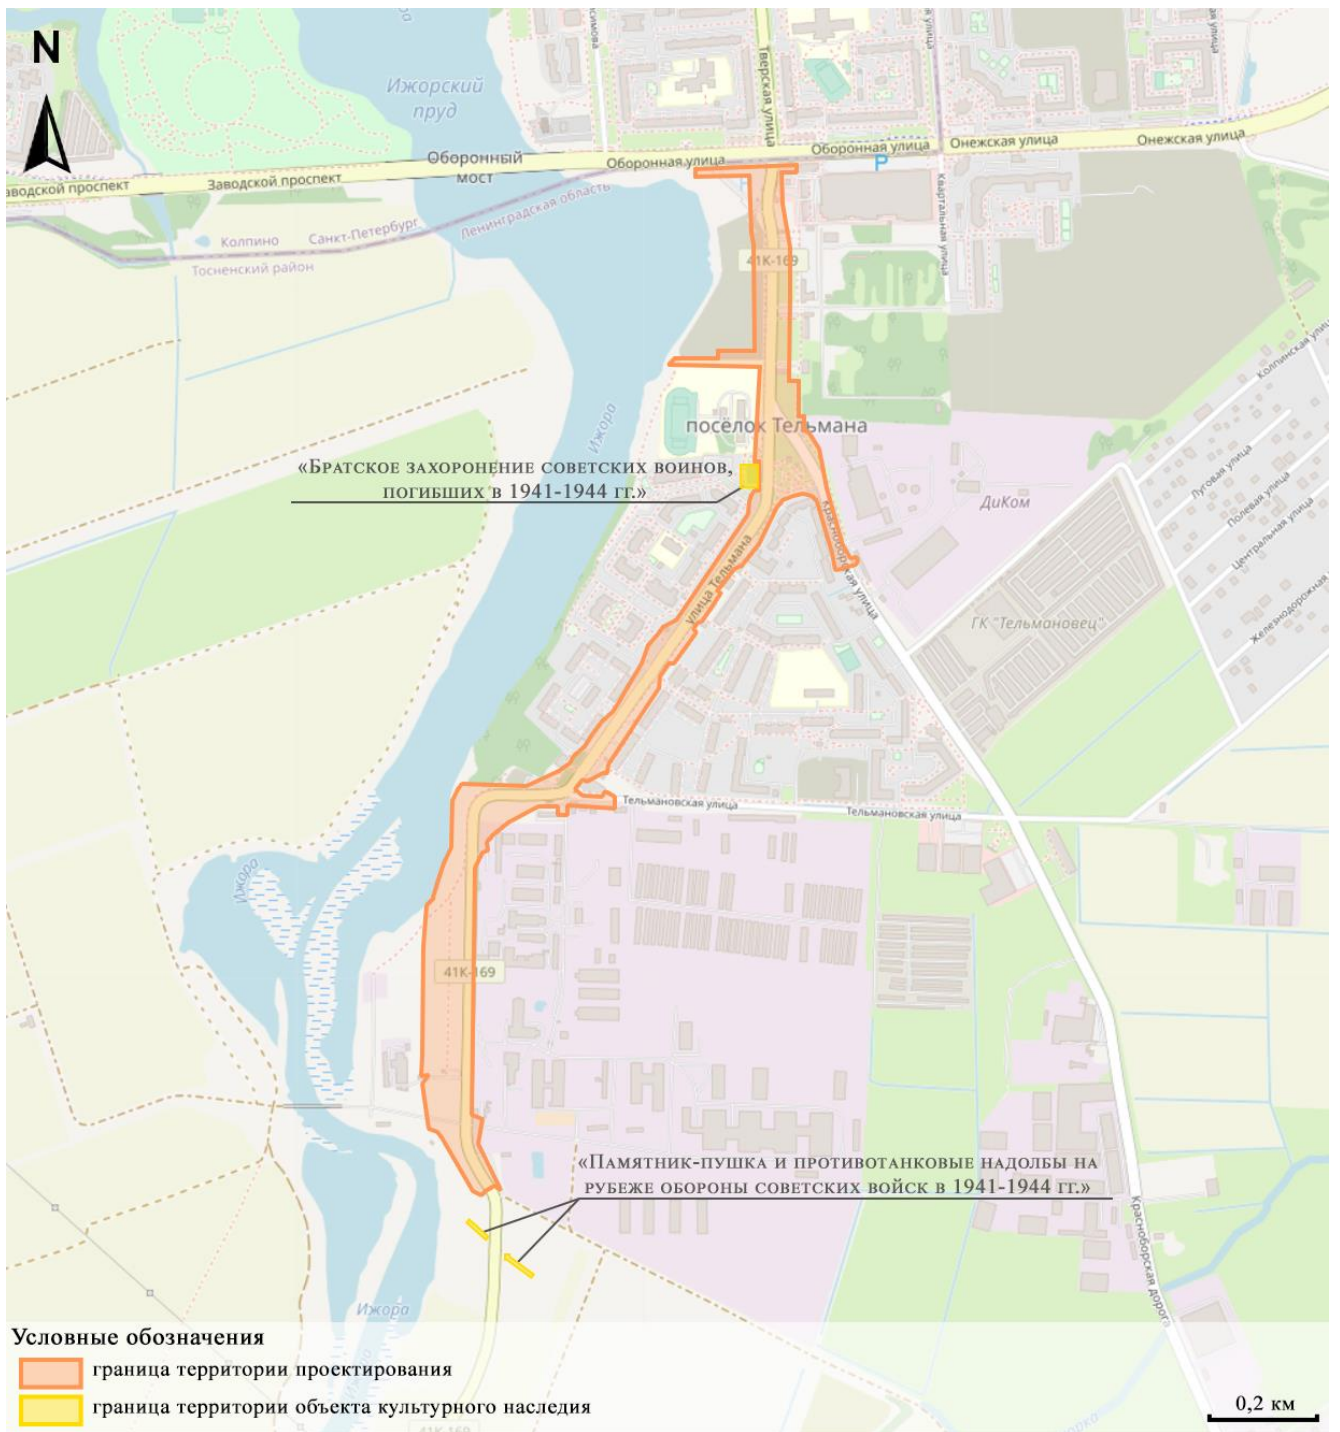 N
Ижорский
пруд
Тверская улица
Оборонный
мост
Заводской проспект
Оборонная улица
Оборонная улица
Онежская улица
Онежская улица
P
Колпино
Санкт-Петербург
Ленинградская область
Тосненский район
Квартальная улица
41К-169
Колпинская
Ижора
посёлок Тельмана
«Братское захоронение советских воинов,
погибших в 1941-1944 гг.»
ДиКом
Луговая улица
Полевая улица
Центральная улица
Железнодорожная
Красноборская улица
улица Тельмана
ГК "Тельмановец"
Тельмановская улица
Тельмановская улица
Ижора
41К-169
«Памятник-пушка и противотанковые надолбы на
рубеже обороны советских войск в 1941-1944 гг.»
Красноборская дорога
Ижора
Условные обозначения
граница территории проектирования
граница территории объекта культурного наследия
0,2 км
41К-169